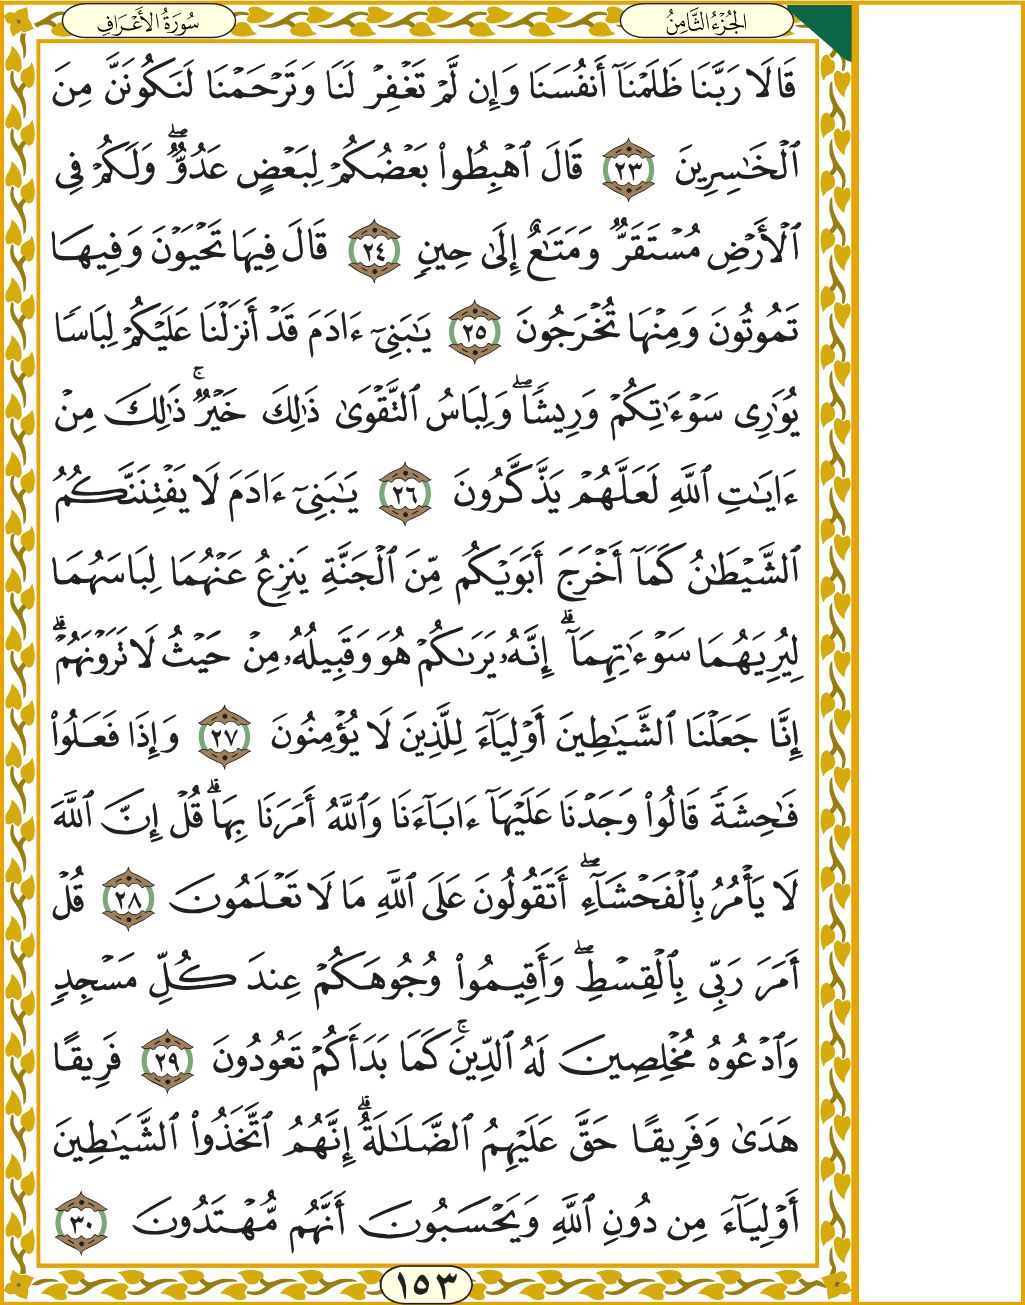 الجُزْءُ الثَّامِنُ
سُورَةُ الأَعْرَافِ
قَالَا رَبَّنَا ظَلَمْنَآ أَنفُسَنَا وَإِن لَّمْ تَغْفِرْ لَنَا وَتَرْحَمْنَا لَنَكُونَنَّ مِنَ
ٱلْخَـٰسِرِينَ ٢٣ قَالَ ٱهْبِطُوا۟ بَعْضُكُمْ لِبَعْضٍ عَدُوٌّ ۖ وَلَكُمْ فِى
ٱلْأَرْضِ مُسْتَقَرٌّ وَمَتَـٰعٌ إِلَىٰ حِينٍ ٢٤ قَالَ فِيهَا تَحْيَوْنَ وَفِيهَا
تَمُوتُونَ وَمِنْهَا تُخْرَجُونَ ٢٥ يَـٰبَنِىٓ ءَادَمَ قَدْ أَنزَلْنَا عَلَيْكُمْ لِبَاسًا
يُوَٰرِى سَوْءَٰتِكُمْ وَرِيشًا ۖ وَلِبَاسُ ٱلتَّقْوَىٰ ذَٰلِكَ خَيْرٌ ۚ ذَٰلِكَ مِنْ
ءَايَـٰتِ ٱللَّهِ لَعَلَّهُمْ يَذَّكَّرُونَ ٢٦ يَـٰبَنِىٓ ءَادَمَ لَا يَفْتِنَنَّكُمُ
ٱلشَّيْطَـٰنُ كَمَآ أَخْرَجَ أَبَوَيْكُم مِّنَ ٱلْجَنَّةِ يَنزِعُ عَنْهُمَا لِبَاسَهُمَا
لِيُرِيَهُمَا سَوْءَٰتِهِمَآ ۗ إِنَّهُۥ يَرَىٰكُمْ هُوَ وَقَبِيلُهُۥ مِنْ حَيْثُ لَا تَرَوْنَهُمْ ۗ
إِنَّا جَعَلْنَا ٱلشَّيَـٰطِينَ أَوْلِيَآءَ لِلَّذِينَ لَا يُؤْمِنُونَ ٢٧ وَإِذَا فَعَلُوا۟
فَـٰحِشَةً قَالُوا۟ وَجَدْنَا عَلَيْهَآ ءَابَآءَنَا وَٱللَّهُ أَمَرَنَا بِهَا ۗ قُلْ إِنَّ ٱللَّهَ
لَا يَأْمُرُ بِٱلْفَحْشَآءِ ۖ أَتَقُولُونَ عَلَى ٱللَّهِ مَا لَا تَعْلَمُونَ ٢٨ قُلْ
أَمَرَ رَبِّى بِٱلْقِسْطِ ۖ وَأَقِيمُوا۟ وُجُوهَكُمْ عِندَ كُلِّ مَسْجِدٍ
وَٱدْعُوهُ مُخْلِصِينَ لَهُ ٱلدِّينَ ۚ كَمَا بَدَأَكُمْ تَعُودُونَ ٢٩ فَرِيقًا
هَدَىٰ وَفَرِيقًا حَقَّ عَلَيْهِمُ ٱلضَّلَـٰلَةُ ۗ إِنَّهُمُ ٱتَّخَذُوا۟ ٱلشَّيَـٰطِينَ
أَوْلِيَآءَ مِن دُونِ ٱللَّهِ وَيَحْسَبُونَ أَنَّهُم مُّهْتَدُونَ ٣٠
١٥٣